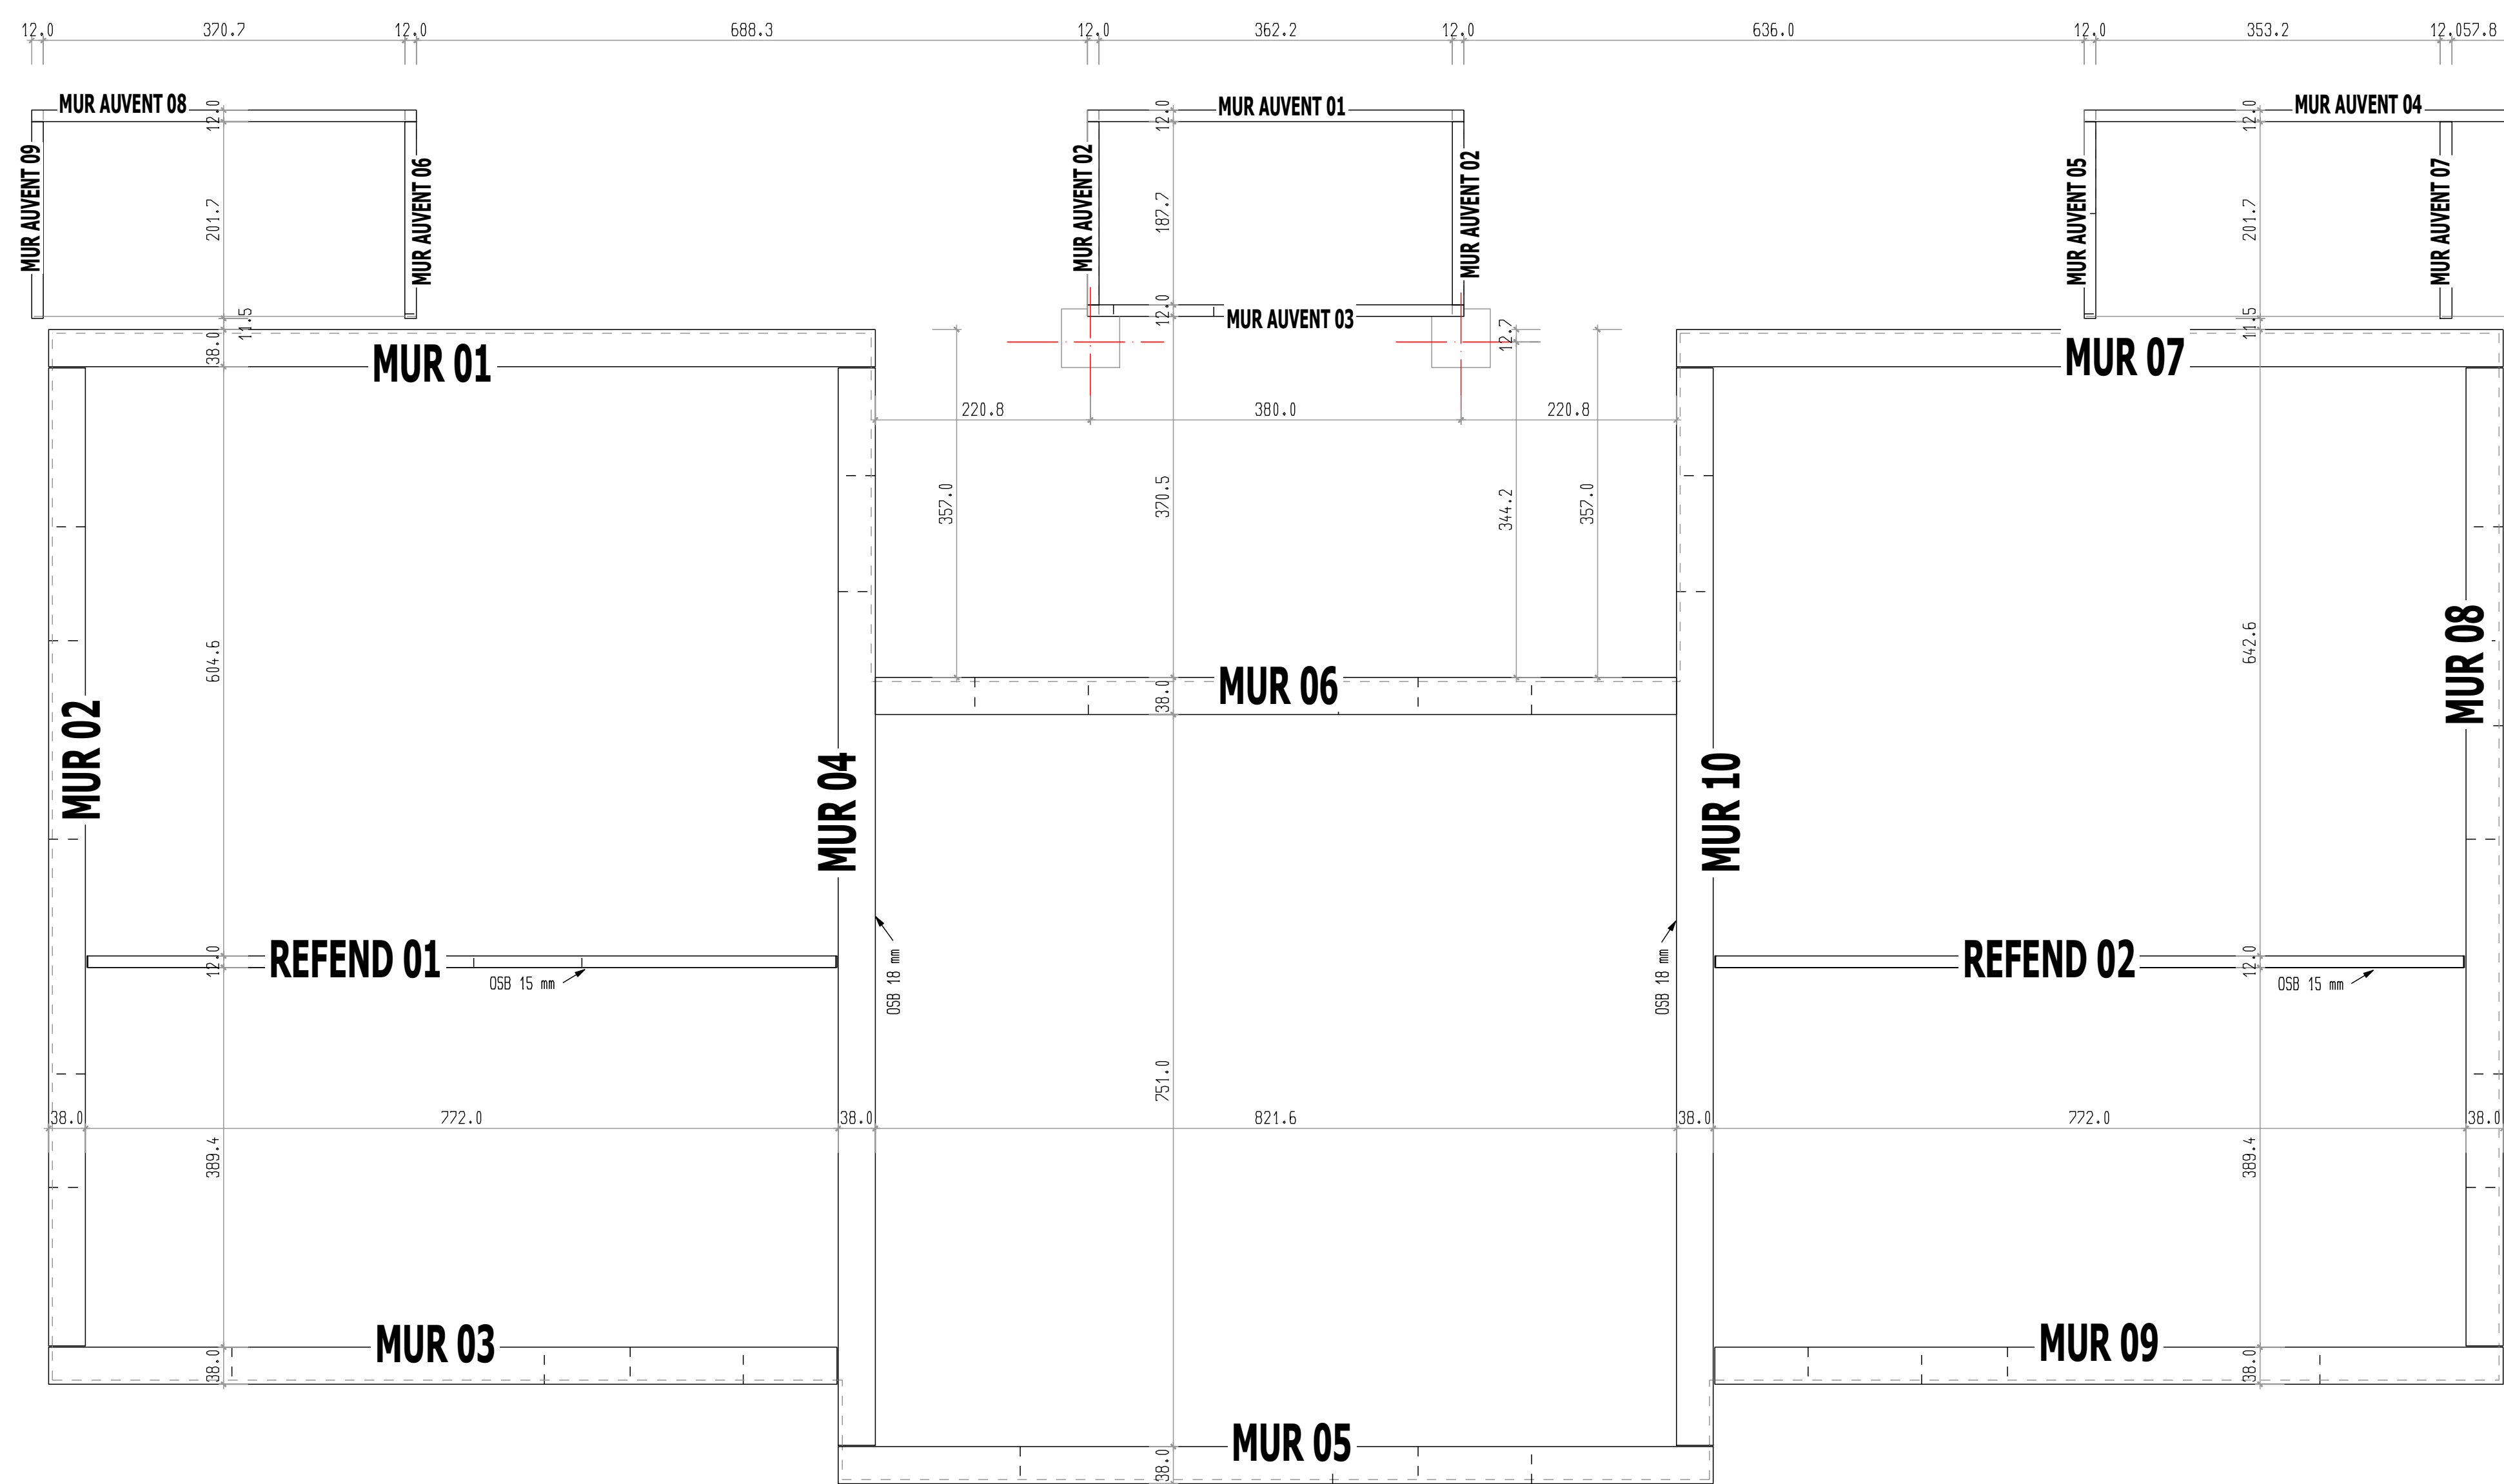 12.0 370.7 12.0 688.3 12.0 362.2 12.0 636.0 12.0 353.2 12.0 57.8
MUR AUVENT 08
12.0
MUR AUVENT 01
12.0
MUR AUVENT 04
12.0
MUR AUVENT 09
201.7
MUR AUVENT 06
MUR AUVENT 02
187.7
MUR AUVENT 02
MUR AUVENT 05
201.7
MUR AUVENT 07
12.0
MUR AUVENT 03
11.5
38.0
MUR 01
12.7
11.5
MUR 07
220.8 380.0 220.8
357.0
370.5
344.2
357.0
604.6
642.6
MUR 02
MUR 04
38.0
MUR 06
MUR 10
MUR 08
12.0
REFEND 01
OSB 15 mm
OSB 18 mm
OSB 18 mm
REFEND 02
12.0
OSB 15 mm
751.0
38.0 772.0 38.0 821.6 38.0 772.0 38.0
389.4
389.4
38.0
MUR 03
MUR 09
38.0
MUR 05
38.0